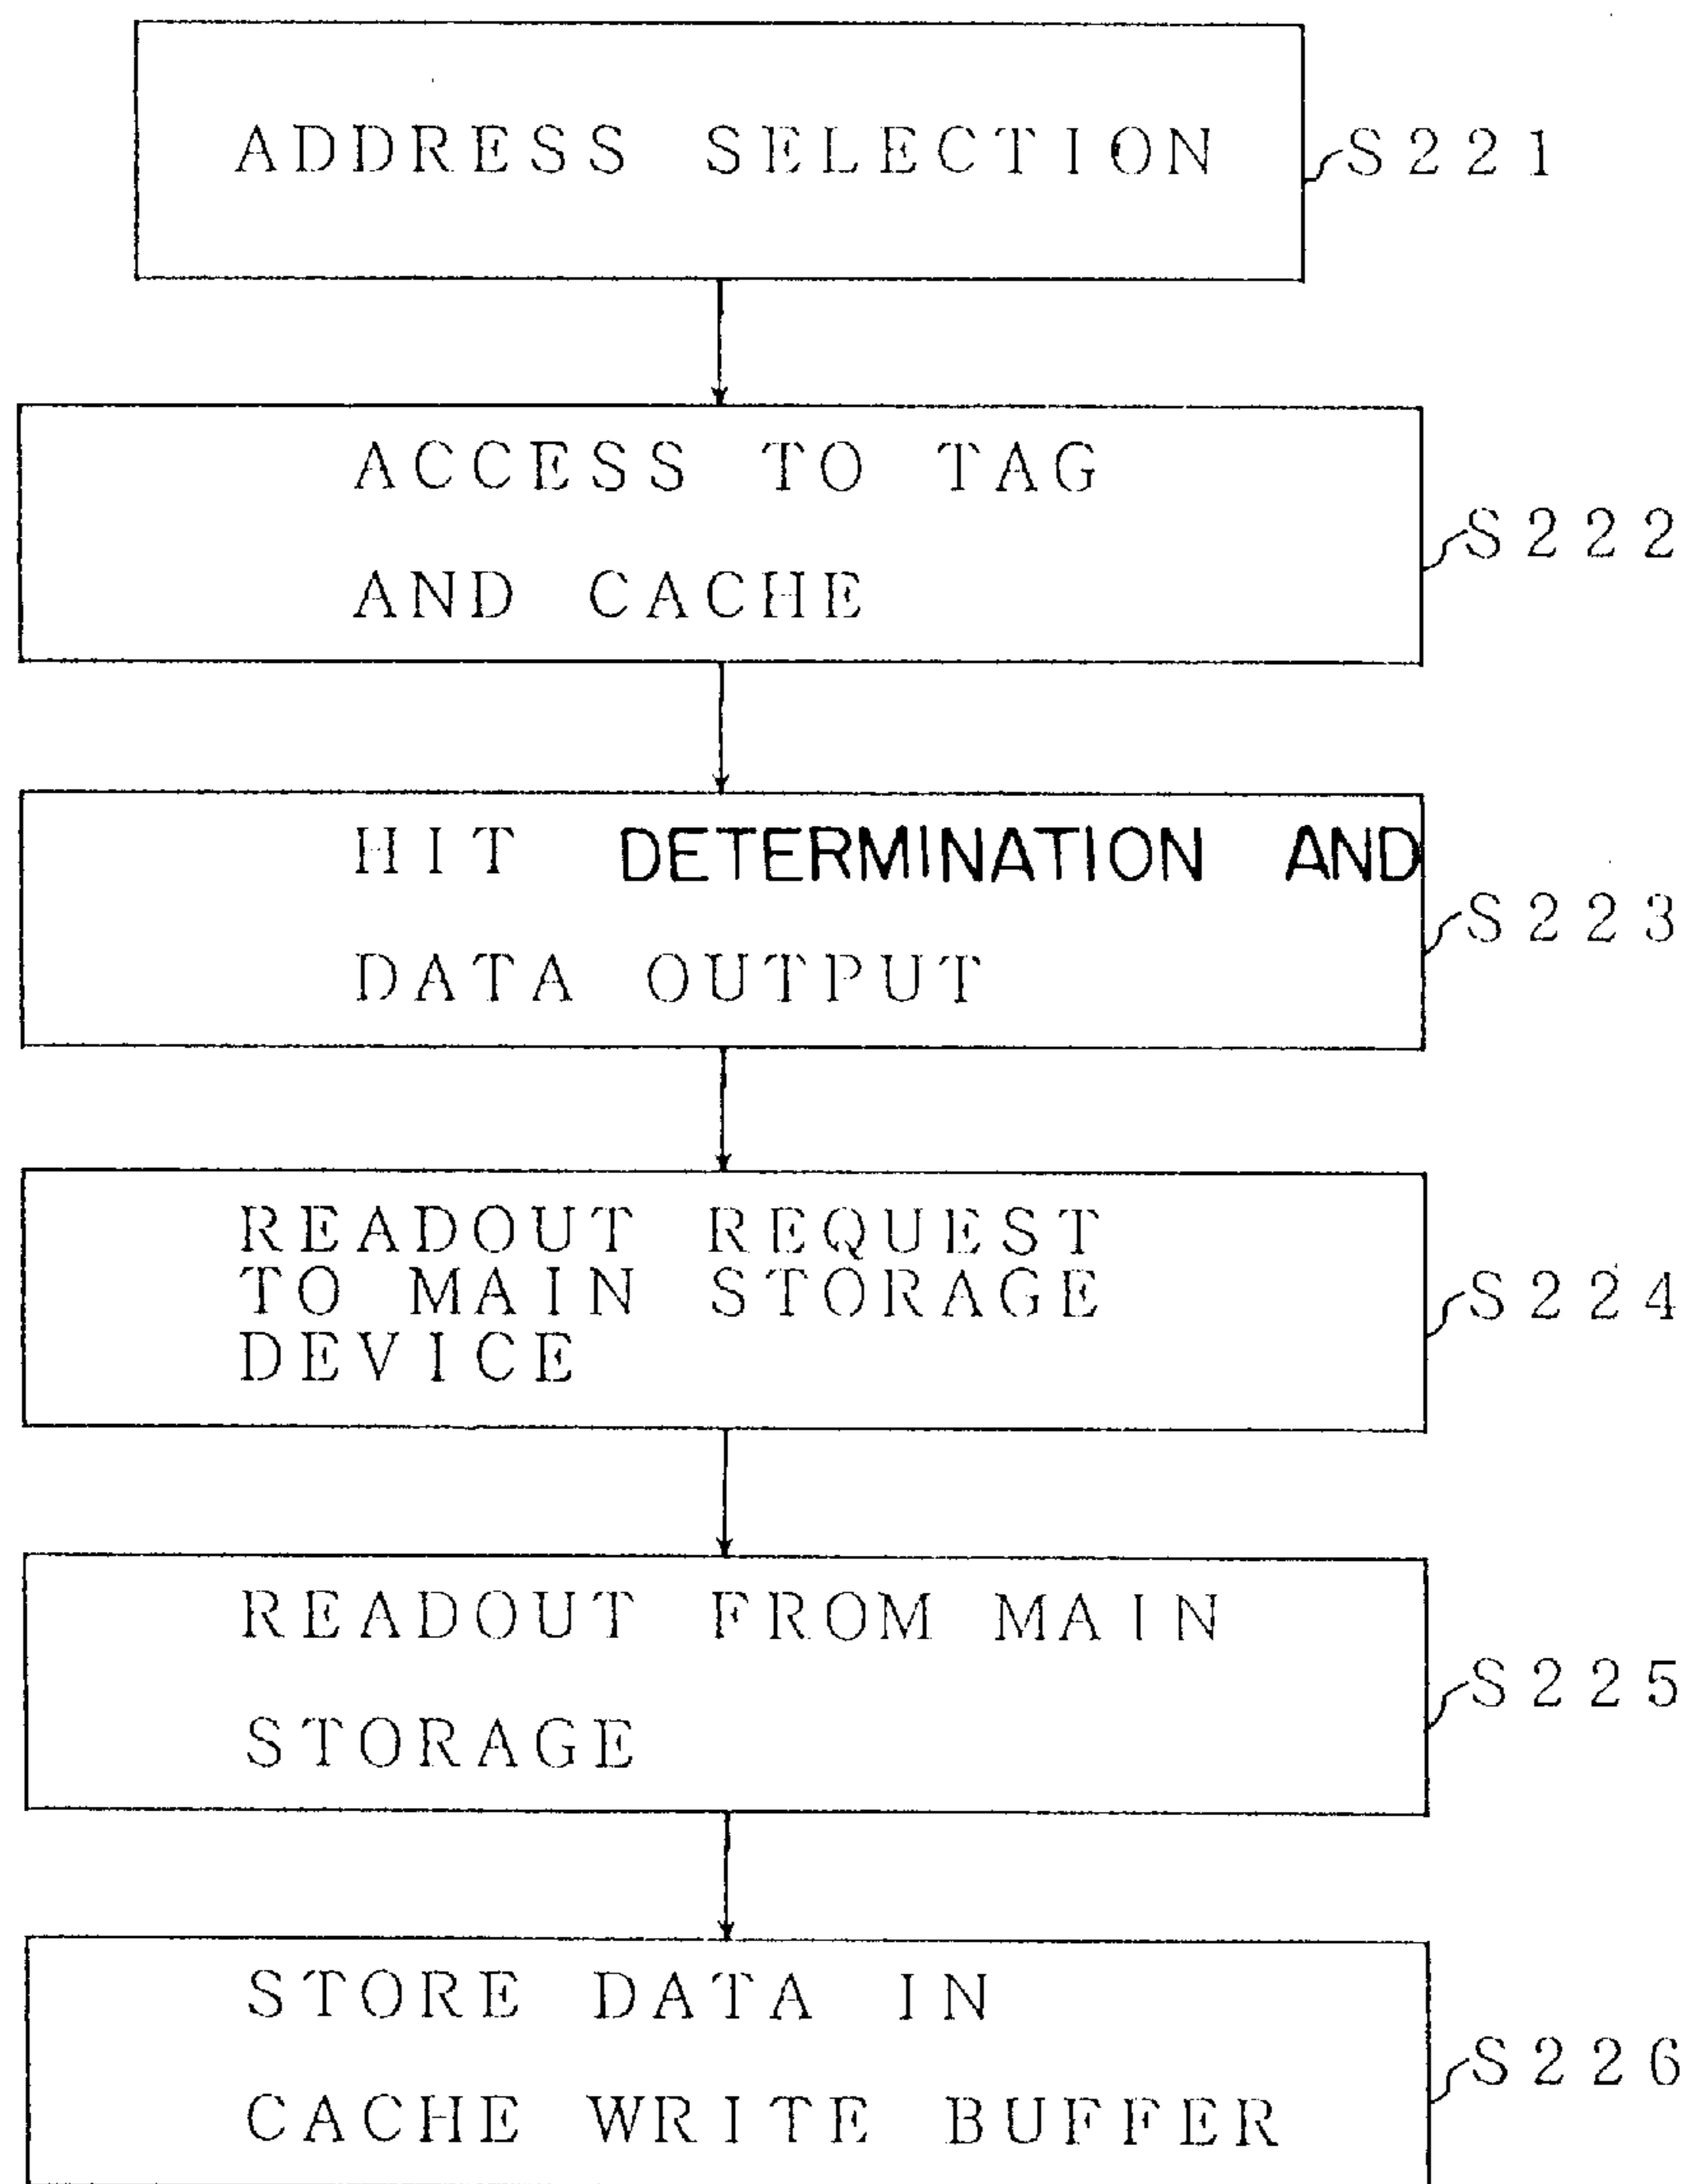 ADDRESS SELECTION
S221
ACCESS TO TAG
AND CACHE
S222
HIT DETERMINATION AND
DATA OUTPUT
S223
READOUT REQUEST
TO MAIN STORAGE
DEVICE
S224
READOUT FROM MAIN
STORAGE
S225
STORE DATA IN
CACHE WRITE BUFFER
S226